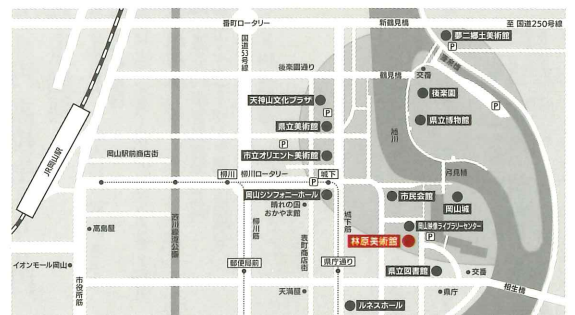 番町ロータリー
新鶴見橋
至 国道250号線
夢二郷土美術館
P
国道53号線
後楽園通り
鶴見橋
交番
蓬萊橋
P
天神山文化プラザ
後楽園
P
県立美術館
県立博物館
旭川
JR岡山駅
岡山駅前商店街
P
市立オリエント美術館
月見橋
柳川
柳川ロータリー
城下
P
岡山シンフォニーホール
市民会館
岡山城
晴れの国
おかやま館
高島屋
西川緑道公園
柳川筋
表町商店街
城下筋
岡山映像ライブラリーセンター
P
林原美術館
イオンモール岡山
市役所筋
郵便局前
県庁通り
県立図書館
交番
相生橋
天満屋
県庁
ルネスホール